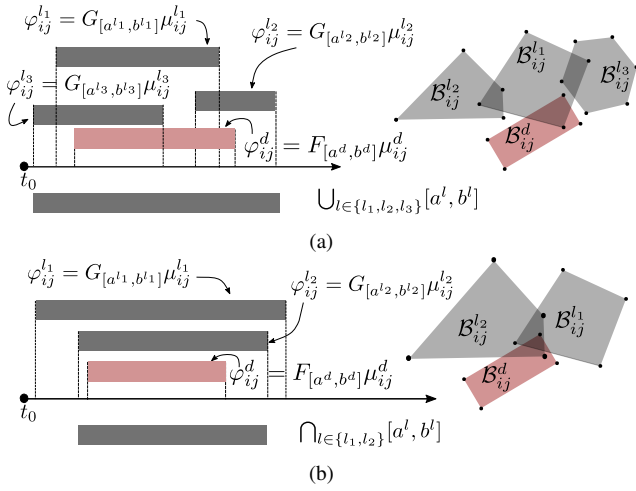 φ_{ij}^{l_1} = G_{[a^{l_1},b^{l_1}]}μ_{ij}^{l_1}
φ_{ij}^{l_2} = G_{[a^{l_2},b^{l_2}]}μ_{ij}^{l_2}
φ_{ij}^{l_3} = G_{[a^{l_3},b^{l_3}]}μ_{ij}^{l_3}
φ_{ij}^{d} = F_{[a^d,b^d]}μ_{ij}^{d}
t_0
⋃_{l∈{l_1,l_2,l_3}}[a^l, b^l]
B_{ij}^{l_1}
B_{ij}^{l_2}
B_{ij}^{l_3}
B_{ij}^{d}
(a)
φ_{ij}^{l_1} = G_{[a^{l_1},b^{l_1}]}μ_{ij}^{l_1}
φ_{ij}^{l_2} = G_{[a^{l_2},b^{l_2}]}μ_{ij}^{l_2}
φ_{ij}^{d} = F_{[a^d,b^d]}μ_{ij}^{d}
t_0
⋂_{l∈{l_1,l_2}}[a^l, b^l]
B_{ij}^{l_2}
B_{ij}^{l_1}
B_{ij}^{d}
(b)